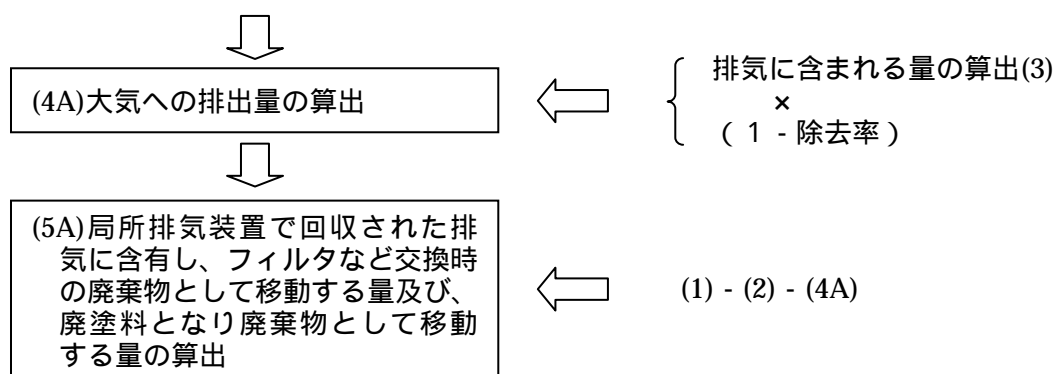 (4A)大気への排出量の算出
排気に含まれる量の算出(3)
×
( 1 - 除去率 )
(5A)局所排気装置で回収された排
気に含有し、フィルタなど交換時
の廃棄物として移動する量及び、
廃塗料となり廃棄物として移動
する量の算出
(1) - (2) - (4A)